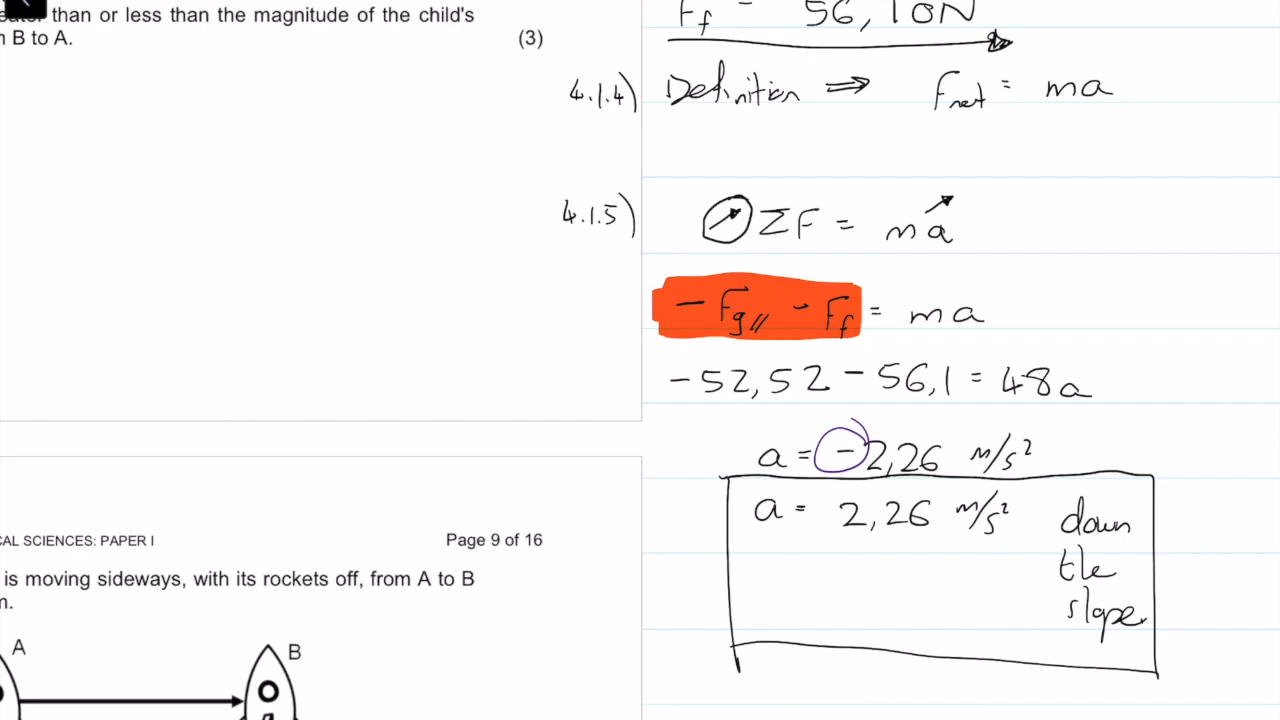 than or less than the magnitude of the child's
B to A.
(3)
CAL SCIENCES: PAPER I
Page 9 of 16
is moving sideways, with its rockets off, from A to B
A
B
Ff = 56,10N
4.1.4) Definition ⇒ Fnet = ma
4.1.5) ↗ ΣF = ma
- Fg// - Ff = ma
-52,52 - 56,1 = 48a
a = -2,26 m/s²
a = 2,26 m/s² down
the
slope.